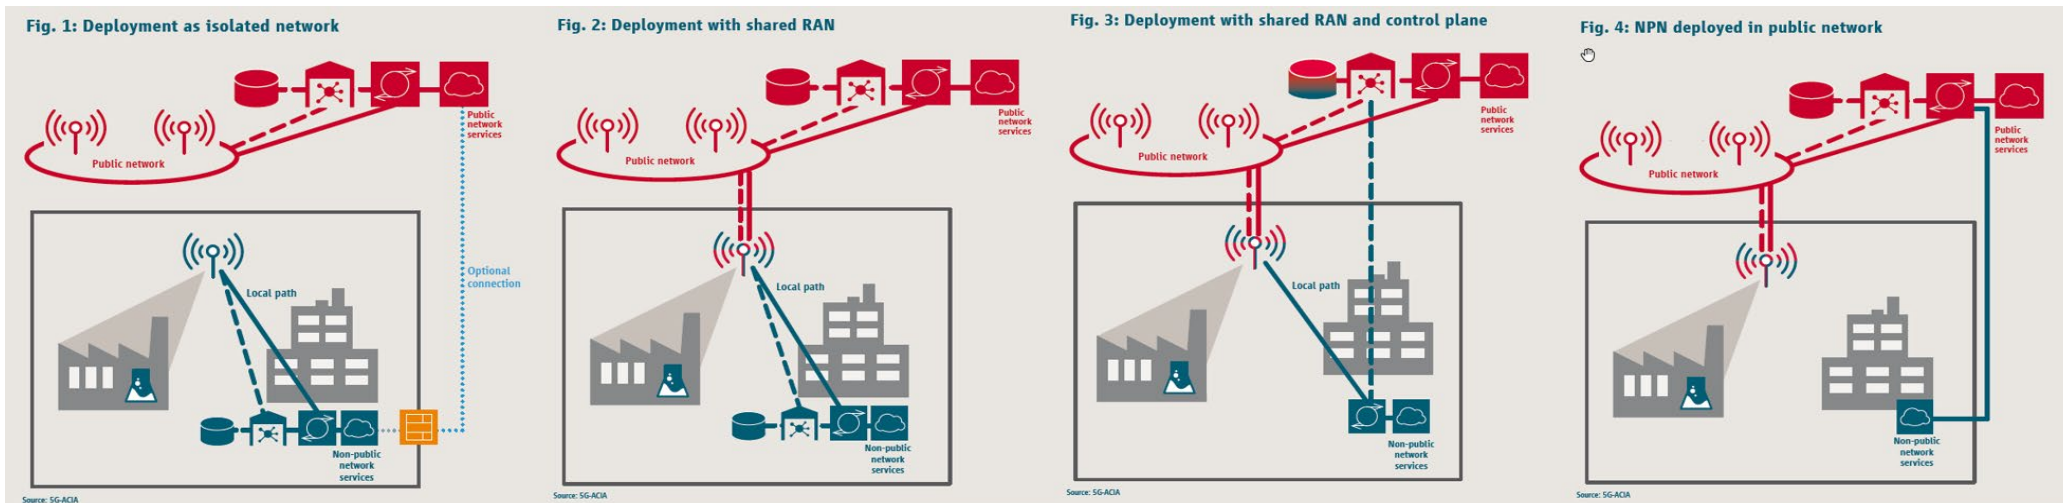 Fig. 1: Deployment as isolated network
Public
network
services
Public network
Optional
connection
Local path
Non-public
network
services
Source: 5G-ACIA
Fig. 2: Deployment with shared RAN
Public
network
services
Public network
Local path
Non-public
network
services
Source: 5G-ACIA
Fig. 3: Deployment with shared RAN and control plane
Public
network
services
Public network
Local path
Non-public
network
services
Source: 5G-ACIA
Fig. 4: NPN deployed in public network
Public
network
services
Public network
Non-public
network
services
Source: 5G-ACIA